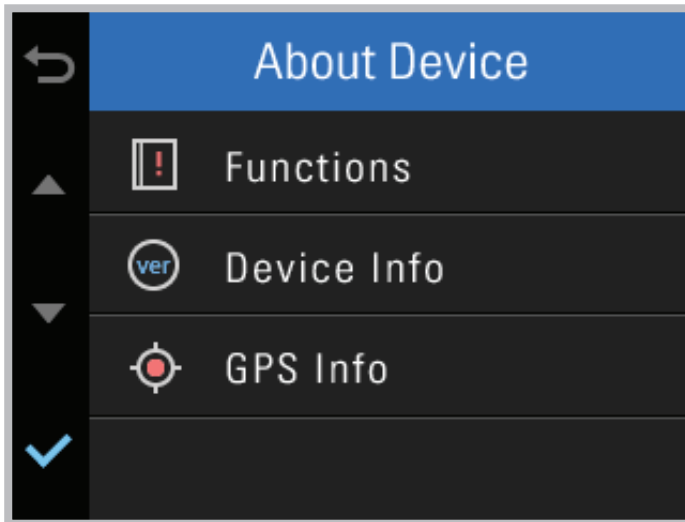 About Device
Functions
ver
Device Info
GPS Info